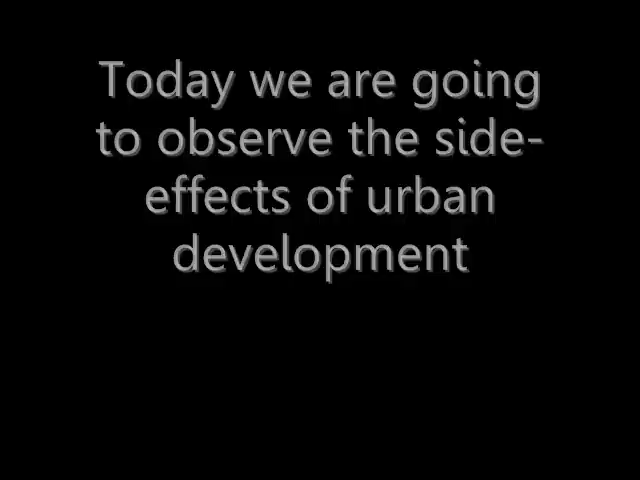 Today we are going
to observe the side-
effects of urban
development